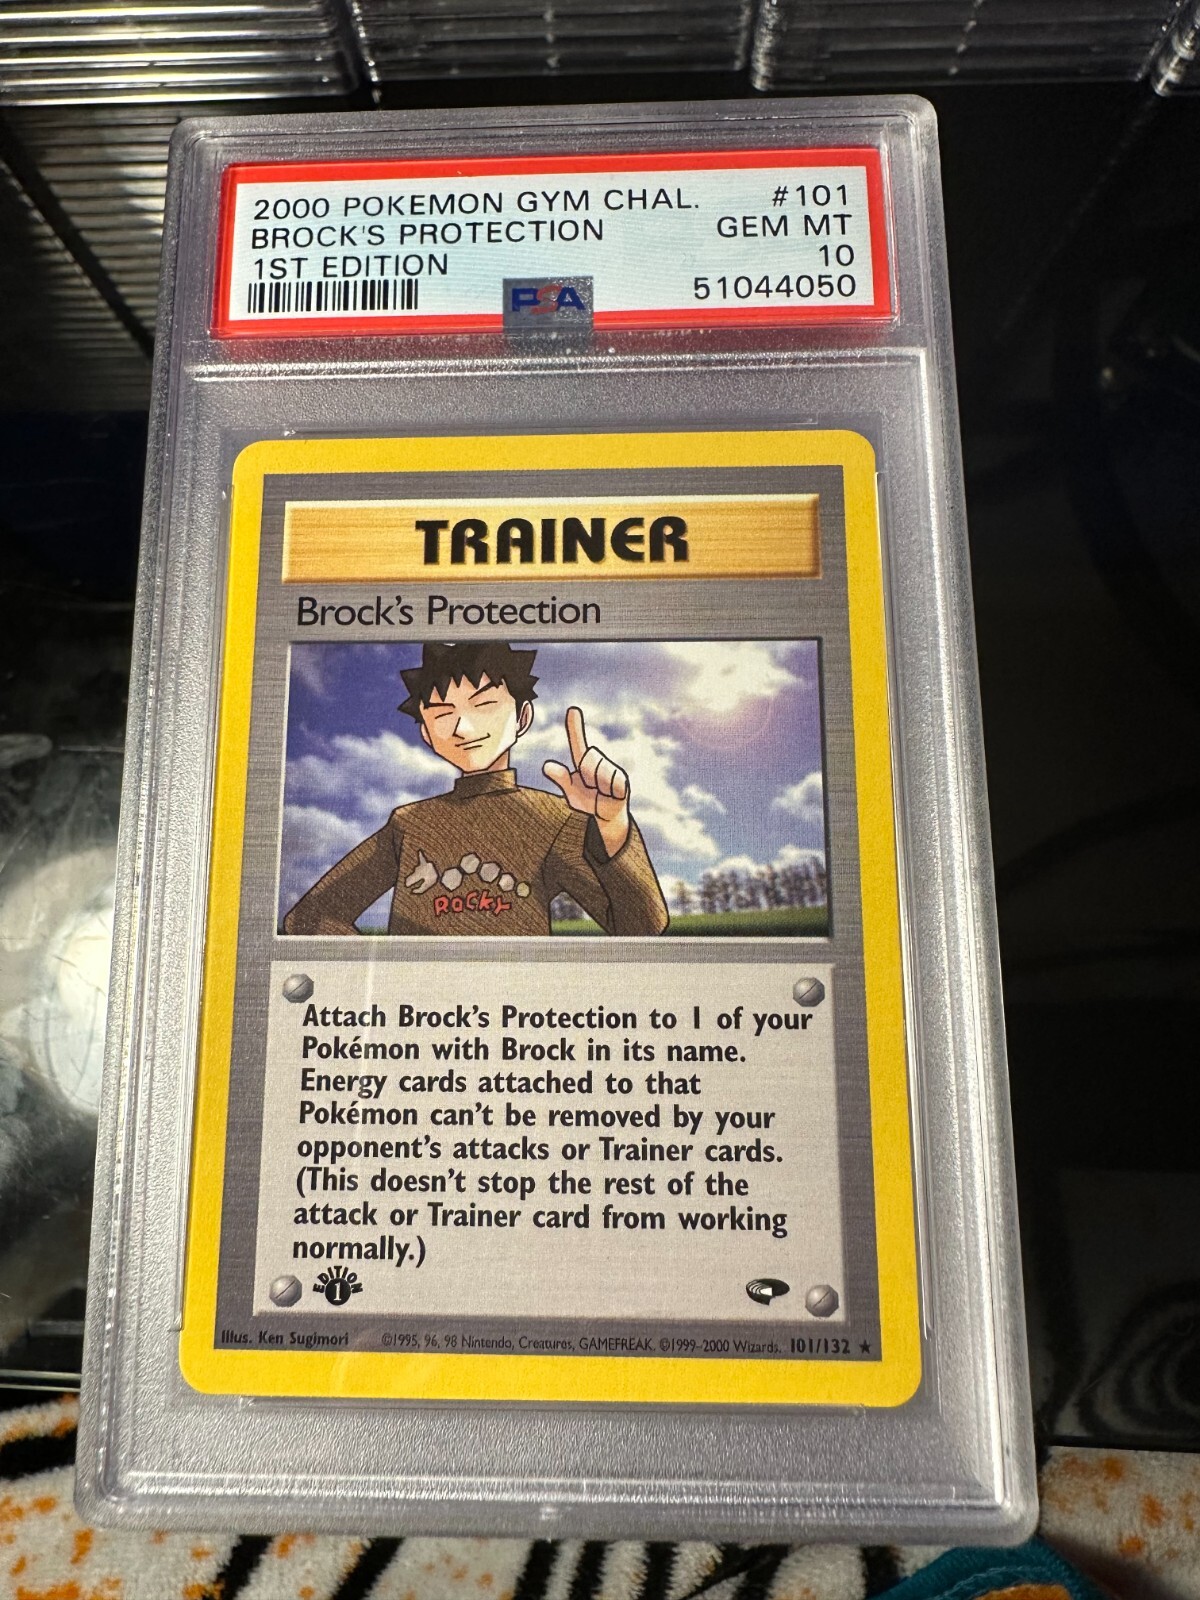 2000 POKEMON GYM CHAL. #101
BROCK'S PROTECTION GEM MT
1ST EDITION 10
PSA 51044050
TRAINER
Brock's Protection
ROCKY
Attach Brock's Protection to 1 of your
Pokémon with Brock in its name.
Energy cards attached to that
Pokémon can't be removed by your
opponent's attacks or Trainer cards.
(This doesn't stop the rest of the
attack or Trainer card from working
normally.)
EDITION
1
Illus. Ken Sugimori ©1995, 96, 98 Nintendo, Creatures, GAMEFREAK. ©1999-2000 Wizards. 101/132 ★